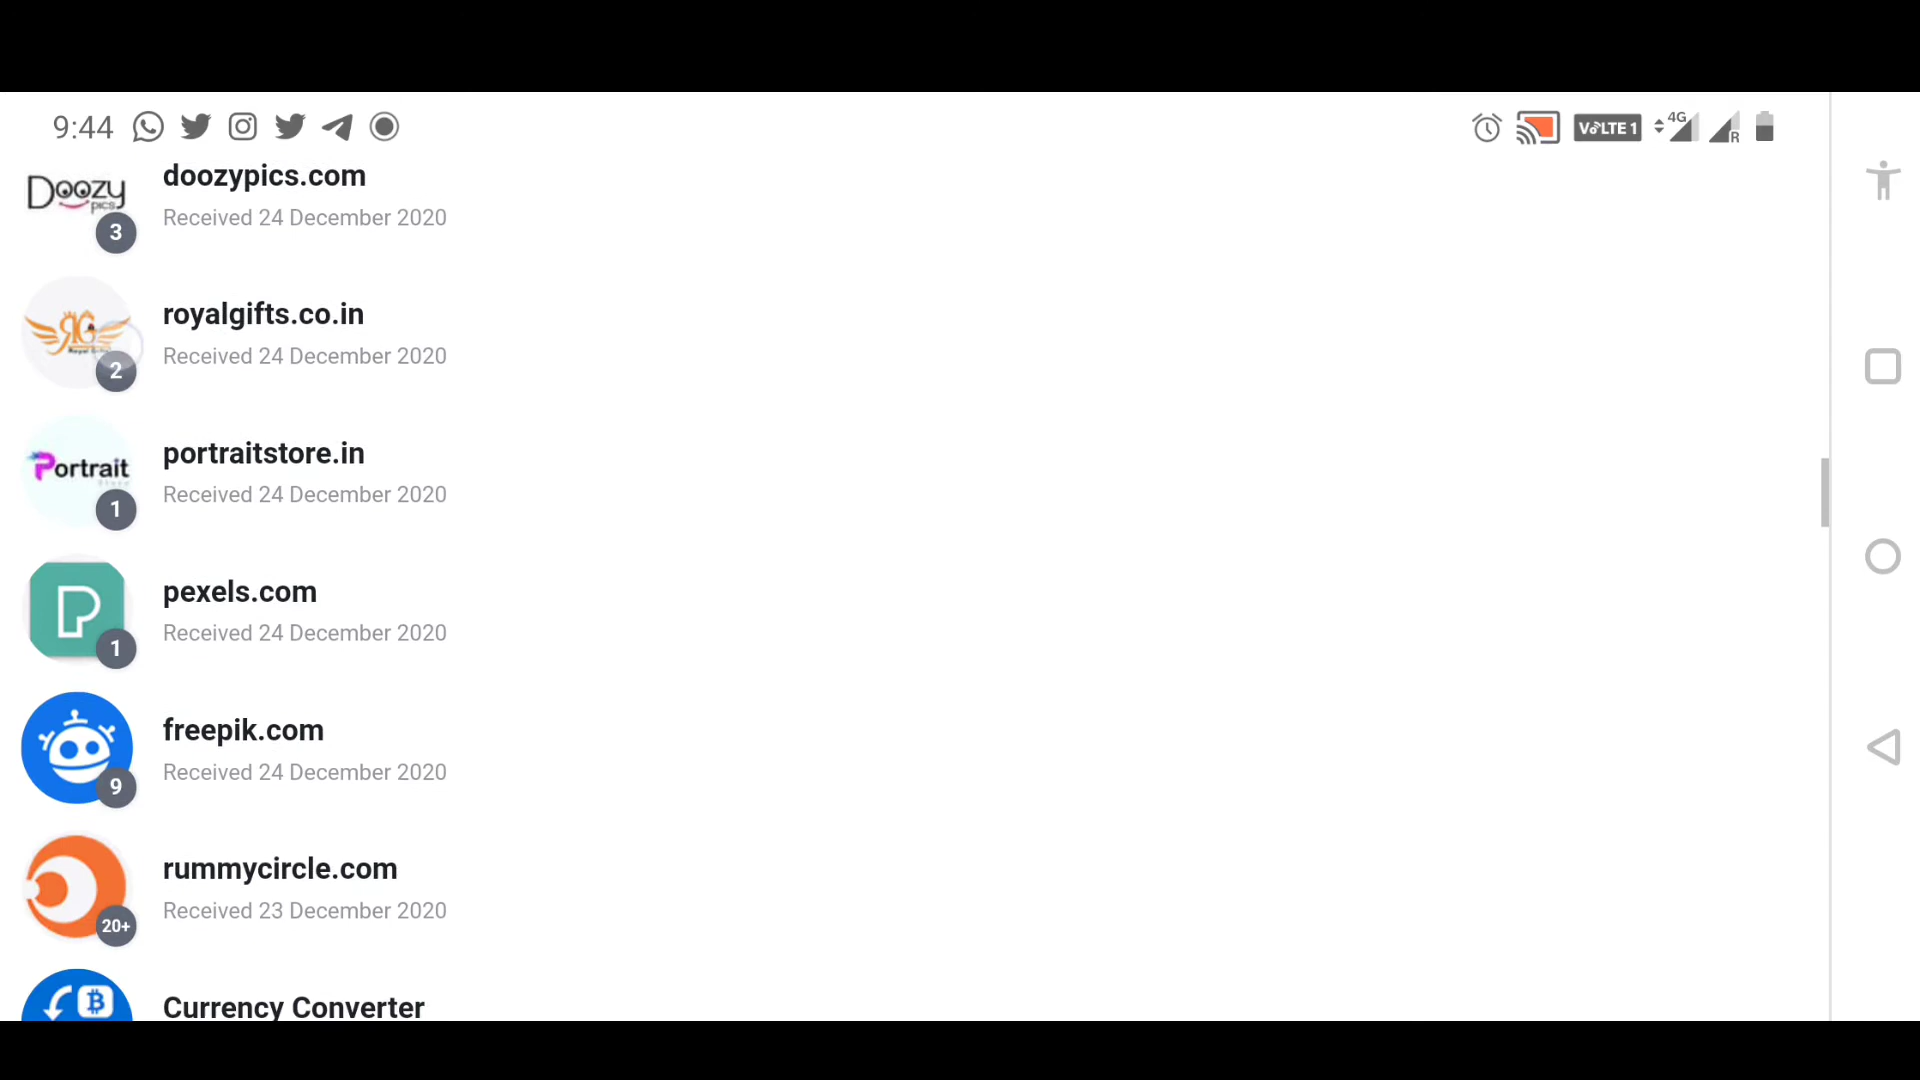 9:44 VoLTE 1 4G R
Doozy
pics
3
doozypics.com
Received 24 December 2020
RG
2
royalgifts.co.in
Received 24 December 2020
Portrait
1
portraitstore.in
Received 24 December 2020
P
1
pexels.com
Received 24 December 2020
9
freepik.com
Received 24 December 2020
20+
rummycircle.com
Received 23 December 2020
Currency Converter